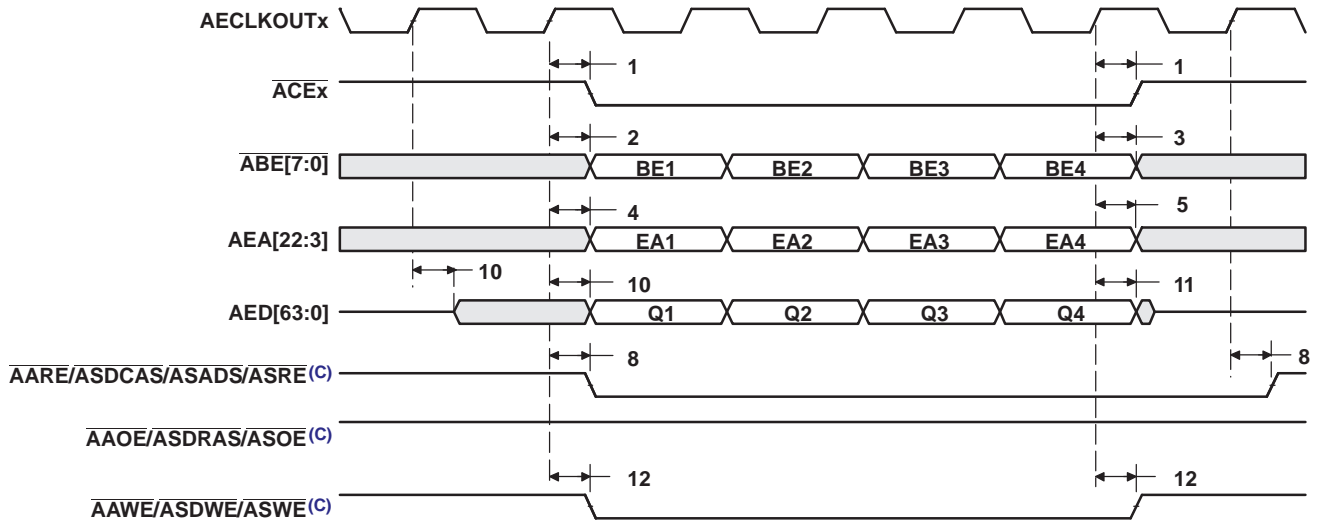 AECLKOUTx
1 1
ACEx
2 3
ABE[7:0] BE1 BE2 BE3 BE4
4 5
AEA[22:3] EA1 EA2 EA3 EA4
10 10 11
AED[63:0] Q1 Q2 Q3 Q4
8 8
AARE/ASDCAS/ASADS/ASRE(C)
AAOE/ASDRAS/ASOE(C)
12 12
AAWE/ASDWE/ASWE(C)